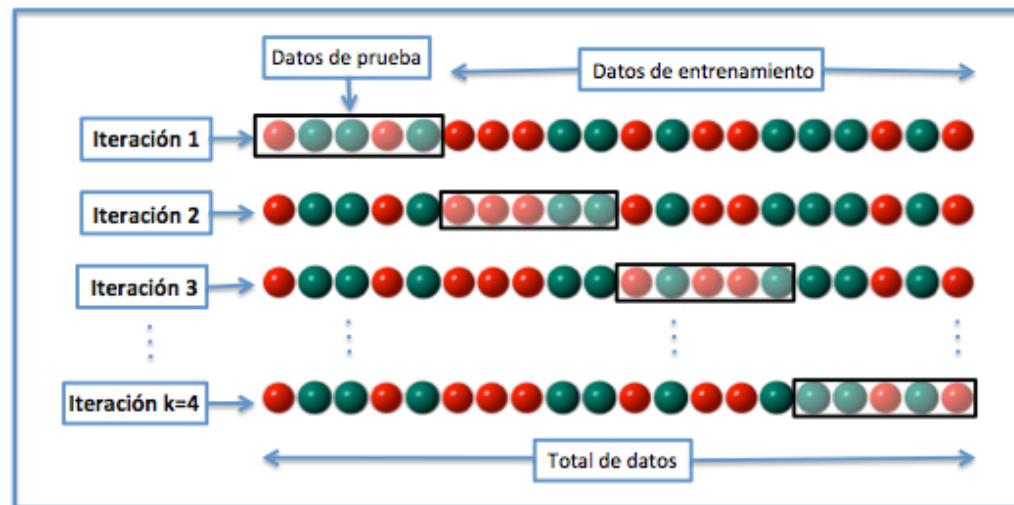 Datos de prueba
Datos de entrenamiento
Iteración 1
Iteración 2
Iteración 3
Iteración k=4
Total de datos